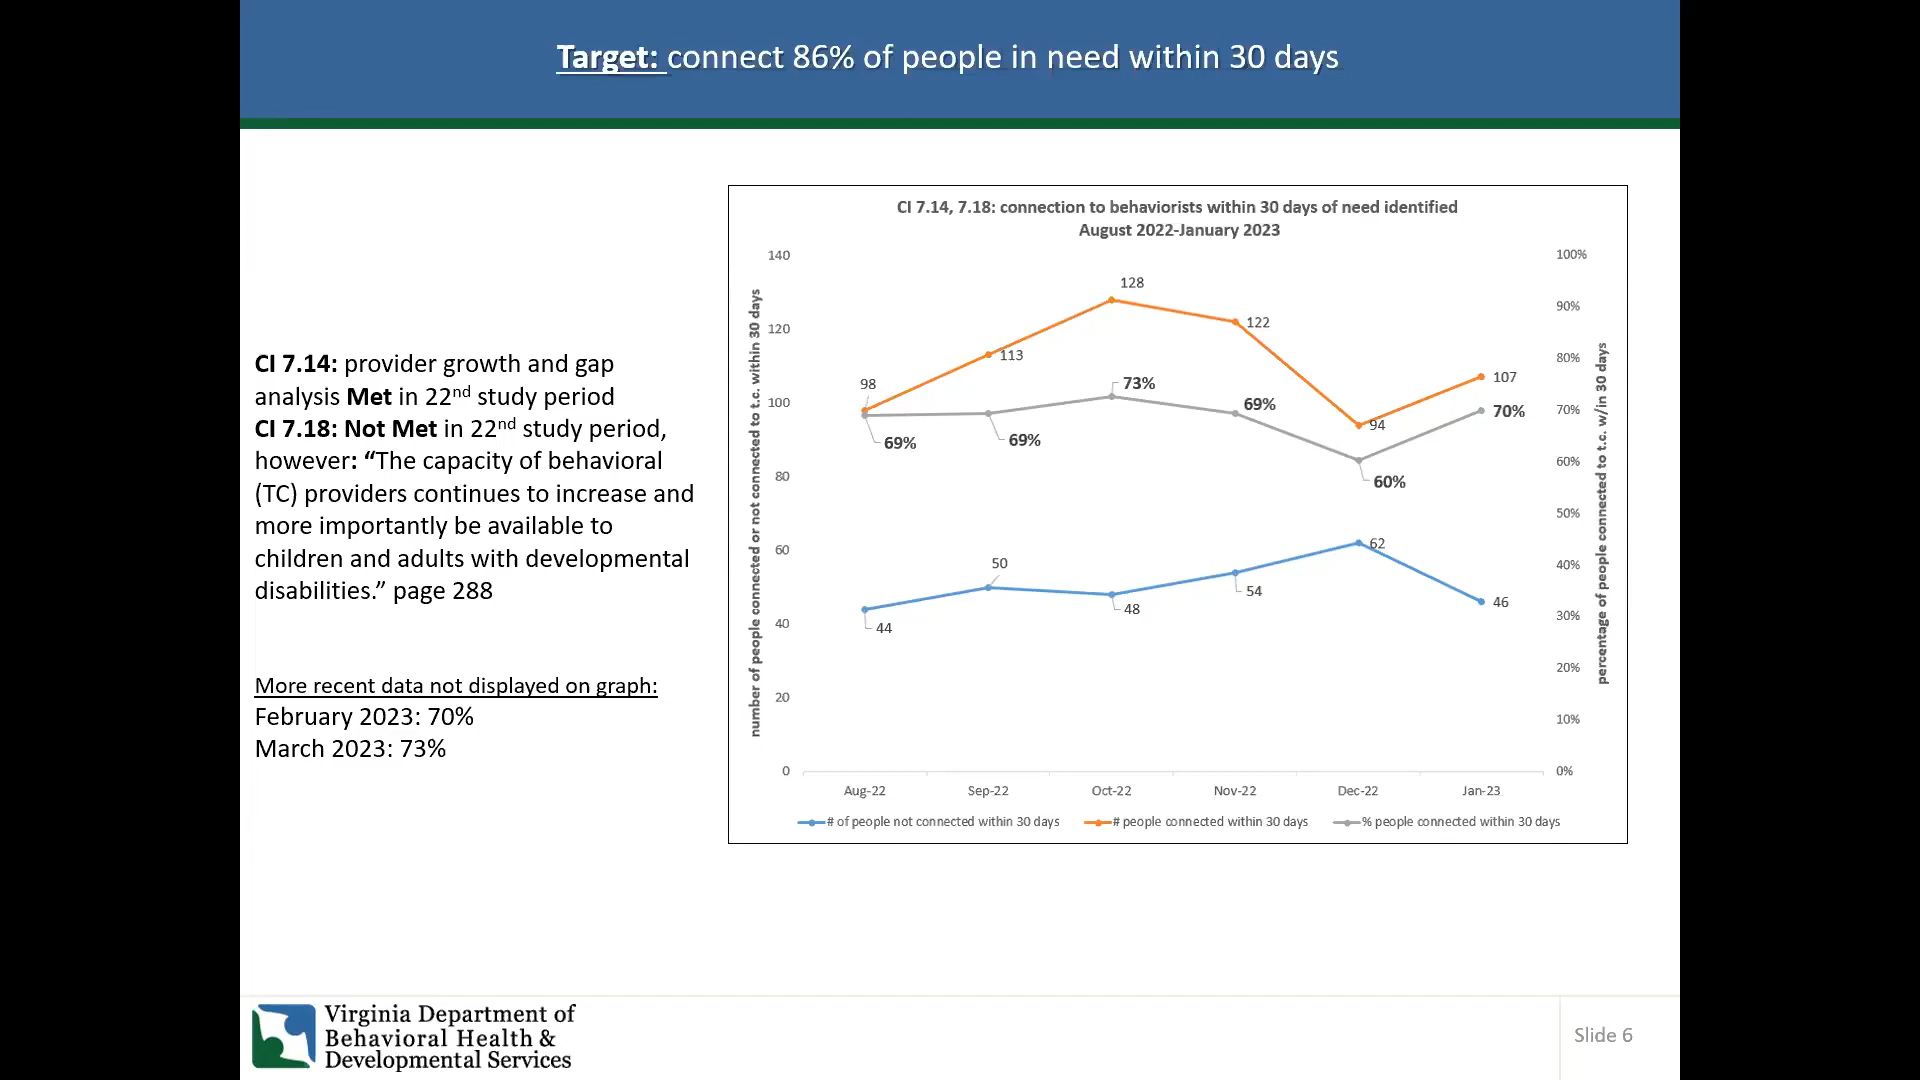 Target: connect 86% of people in need within 30 days
CI 7.14: provider growth and gap
analysis Met in 22nd study period
CI 7.18: Not Met in 22nd study period,
however: “The capacity of behavioral
(TC) providers continues to increase and
more importantly be available to
children and adults with developmental
disabilities.” page 288
More recent data not displayed on graph:
February 2023: 70%
March 2023: 73%
CI 7.14, 7.18: connection to behaviorists within 30 days of need identified
August 2022-January 2023
number of people connected or not connected to t.c. within 30 days
140
120
100
80
60
40
20
0
98
113
128
122
94
107
69%
69%
73%
69%
60%
70%
44
50
48
54
62
46
100%
90%
80%
70%
60%
50%
40%
30%
20%
10%
0%
percentage of people connected to t.c. w/in 30 days
Aug-22 Sep-22 Oct-22 Nov-22 Dec-22 Jan-23
# of people not connected within 30 days # people connected within 30 days % people connected within 30 days
Virginia Department of
Behavioral Health &
Developmental Services
Slide 6